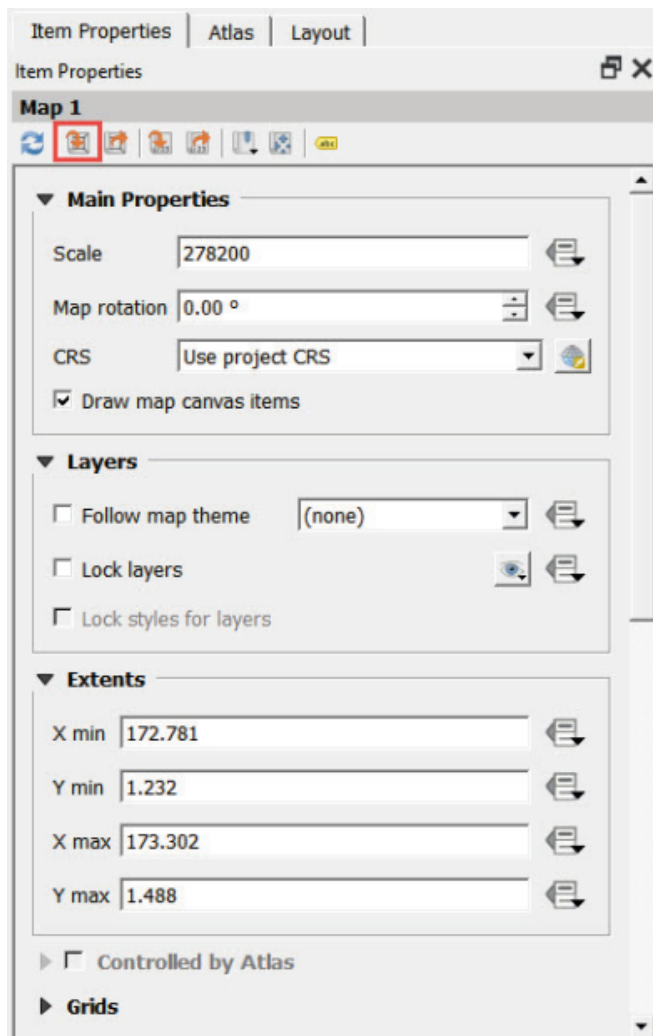 Item Properties Atlas Layout
Item Properties
Map 1
abc
Main Properties
Scale 278200
Map rotation 0.00 °
CRS Use project CRS
Draw map canvas items
Layers
Follow map theme (none)
Lock layers
Lock styles for layers
Extents
X min 172.781
Y min 1.232
X max 173.302
Y max 1.488
Controlled by Atlas
Grids